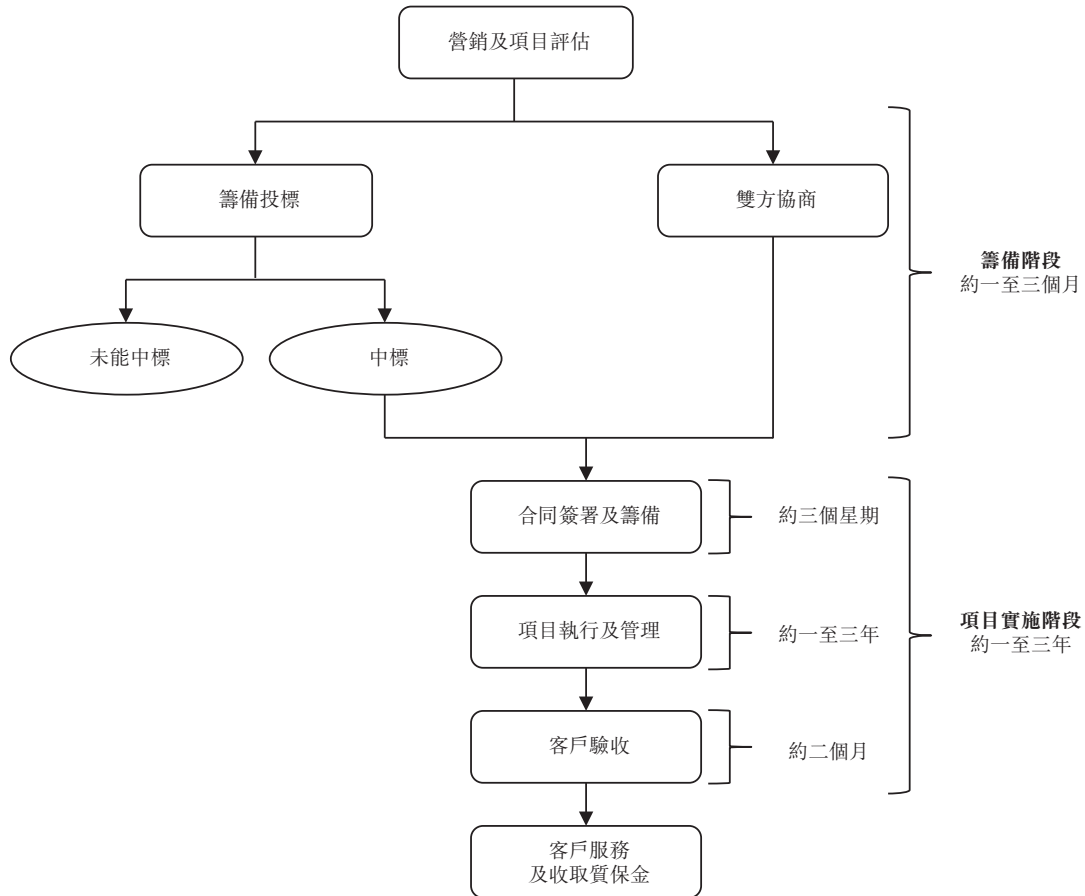 營銷及項目評估
籌備投標
雙方協商
籌備階段
約一至三個月
未能中標
中標
合同簽署及籌備
約三個星期
項目執行及管理
約一至三年
項目實施階段
約一至三年
客戶驗收
約二個月
客戶服務
及收取質保金